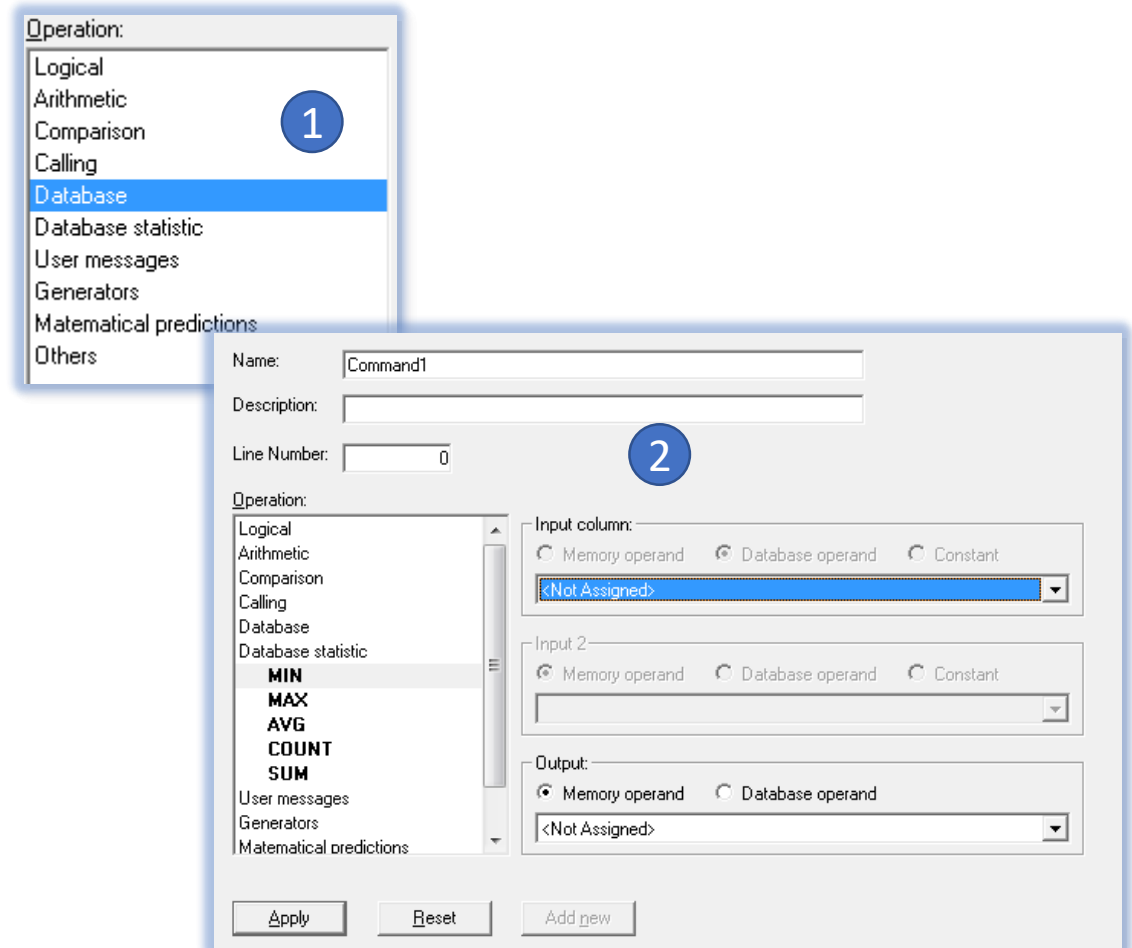 Operation:
Logical
Arithmetic
1
Comparison
Calling
Database
Database statistic
User messages
Generators
Matematical predictions
Others
Name:
Command1
Description:
Line Number:
0
2
Operation:
Logical
Arithmetic
Comparison
Calling
Database
Database statistic
MIN
MAX
AVG
COUNT
SUM
User messages
Generators
Matematical predictions
Input column:
Memory operand Database operand Constant
<Not Assigned>
Input 2
Memory operand Database operand Constant
Output:
Memory operand Database operand
<Not Assigned>
Apply Reset Add new